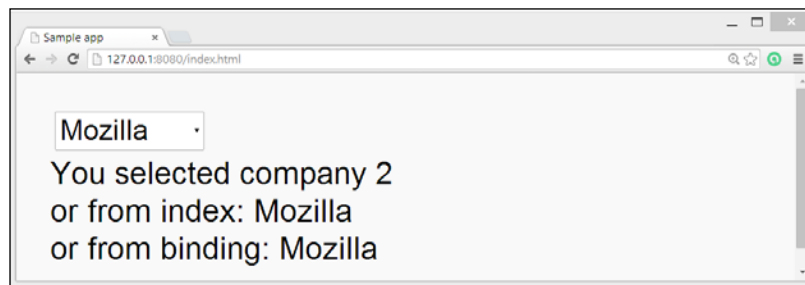 Sample app
127.0.0.1:8080/index.html
Mozilla
You selected company 2
or from index: Mozilla
or from binding: Mozilla